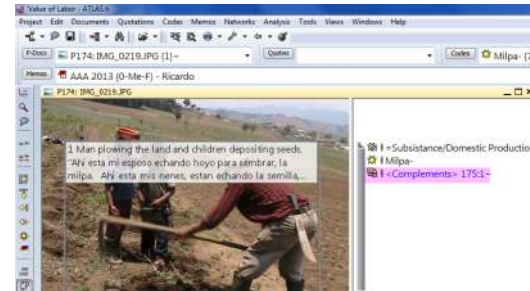 Value of Labor - ATLAS.ti
Project Edit Documents Quotations Codes Memos Networks Analysis Tools Views Windows Help
P-Docs P174: IMG_0219.JPG (1)~ Quotes Codes Milpa- (7
Memos AAA 2013 (0-Me-F) - Ricardo
P174: IMG_0219.JPG
1 Man plowing the land and children depositing seeds.
"Ahi esta mi esposo echando hoyo para sembrar, la
milpa. Ahi esta mis nenes, estan echando la semilla,..
=Subsistance/Domestic Productio
Milpa-
<Complements> 175:1~